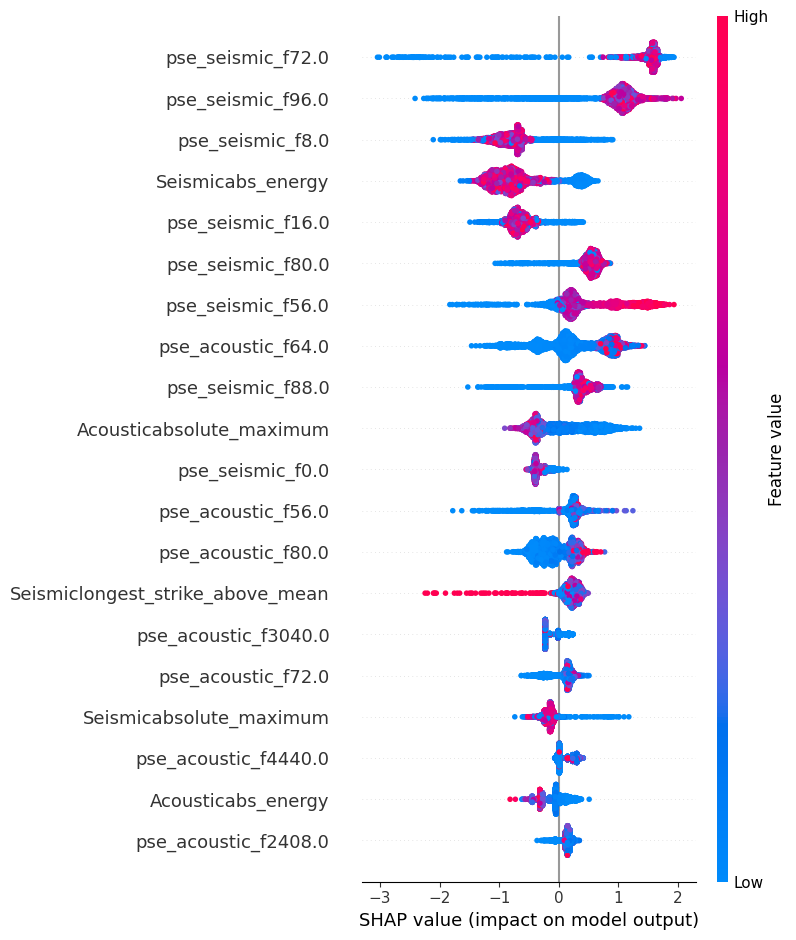 High
pse_seismic_f72.0
pse_seismic_f96.0
pse_seismic_f8.0
Seismicabs_energy
pse_seismic_f16.0
pse_seismic_f80.0
pse_seismic_f56.0
pse_acoustic_f64.0
pse_seismic_f88.0
Acousticabsolute_maximum
pse_seismic_f0.0
pse_acoustic_f56.0
pse_acoustic_f80.0
Seismiclongest_strike_above_mean
pse_acoustic_f3040.0
pse_acoustic_f72.0
Seismicabsolute_maximum
pse_acoustic_f4440.0
Acousticabs_energy
pse_acoustic_f2408.0
Feature value
Low
−3 −2 −1 0 1 2
SHAP value (impact on model output)